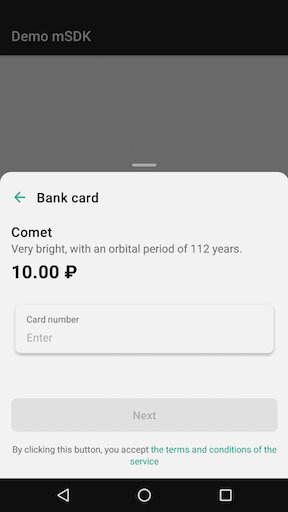 Demo mSDK
Bank card
Comet
Very bright, with an orbital period of 112 years.
10.00 ₽
Card number
Enter
Next
By clicking this button, you accept the terms and conditions of the
service